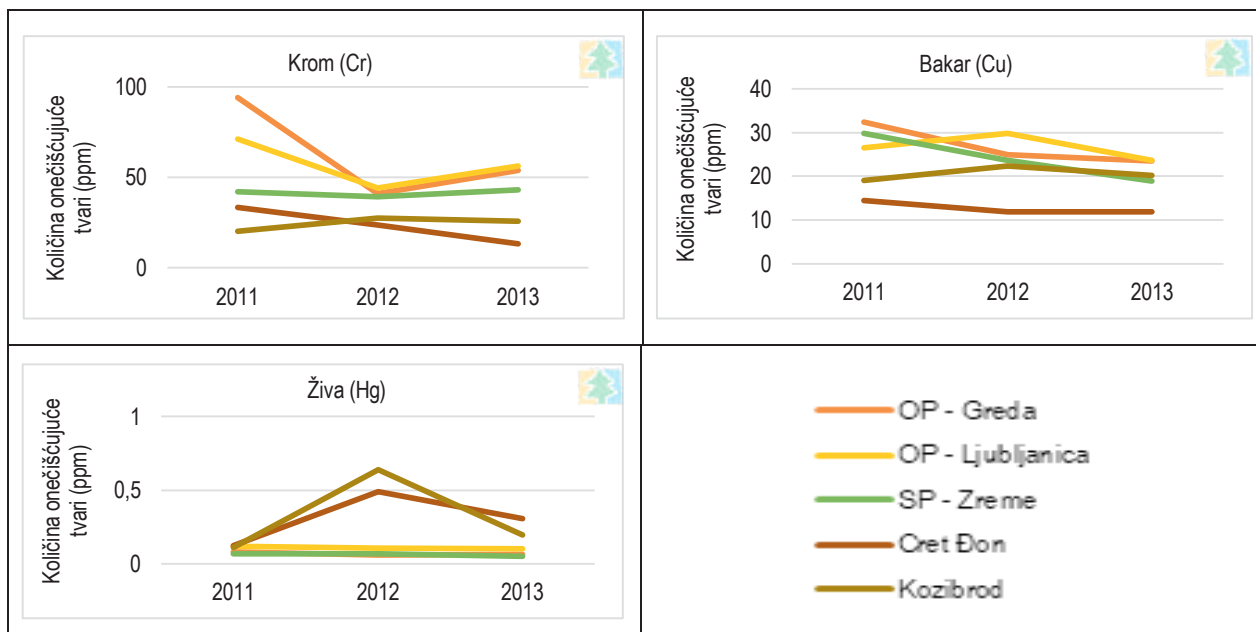 Krom (Cr)
Količina onečišćujuće
tvari (ppm)
100
50
0
2011 2012 2013
Bakar (Cu)
Količina onečišćujuće
tvari (ppm)
40
30
20
10
0
2011 2012 2013
Živa (Hg)
Količina onečišćujuće
tvari (ppm)
1
0,5
0
2011 2012 2013
OP - Greda
OP - Ljubljanica
SP - Zreme
Cret Đon
Kozibrod